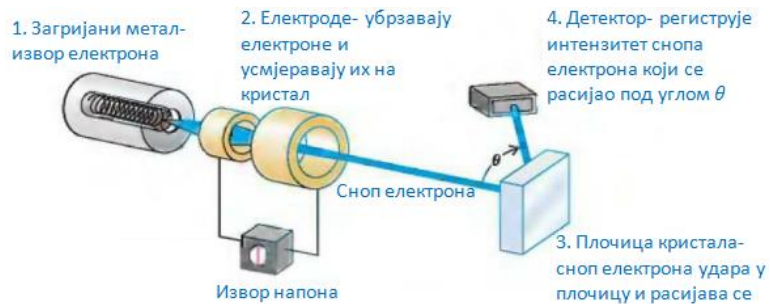 1. Загријани метал-
извор електрона
2. Електроде- убрзавају
електроне и
усмјеравају их на
кристал
4. Детектор- региструје
интензитет снопа
електрона који се
расијао под углом θ
θ
Сноп електрона
Извор напона
3. Плочица кристала-
сноп електрона удара у
плочицу и расијава се